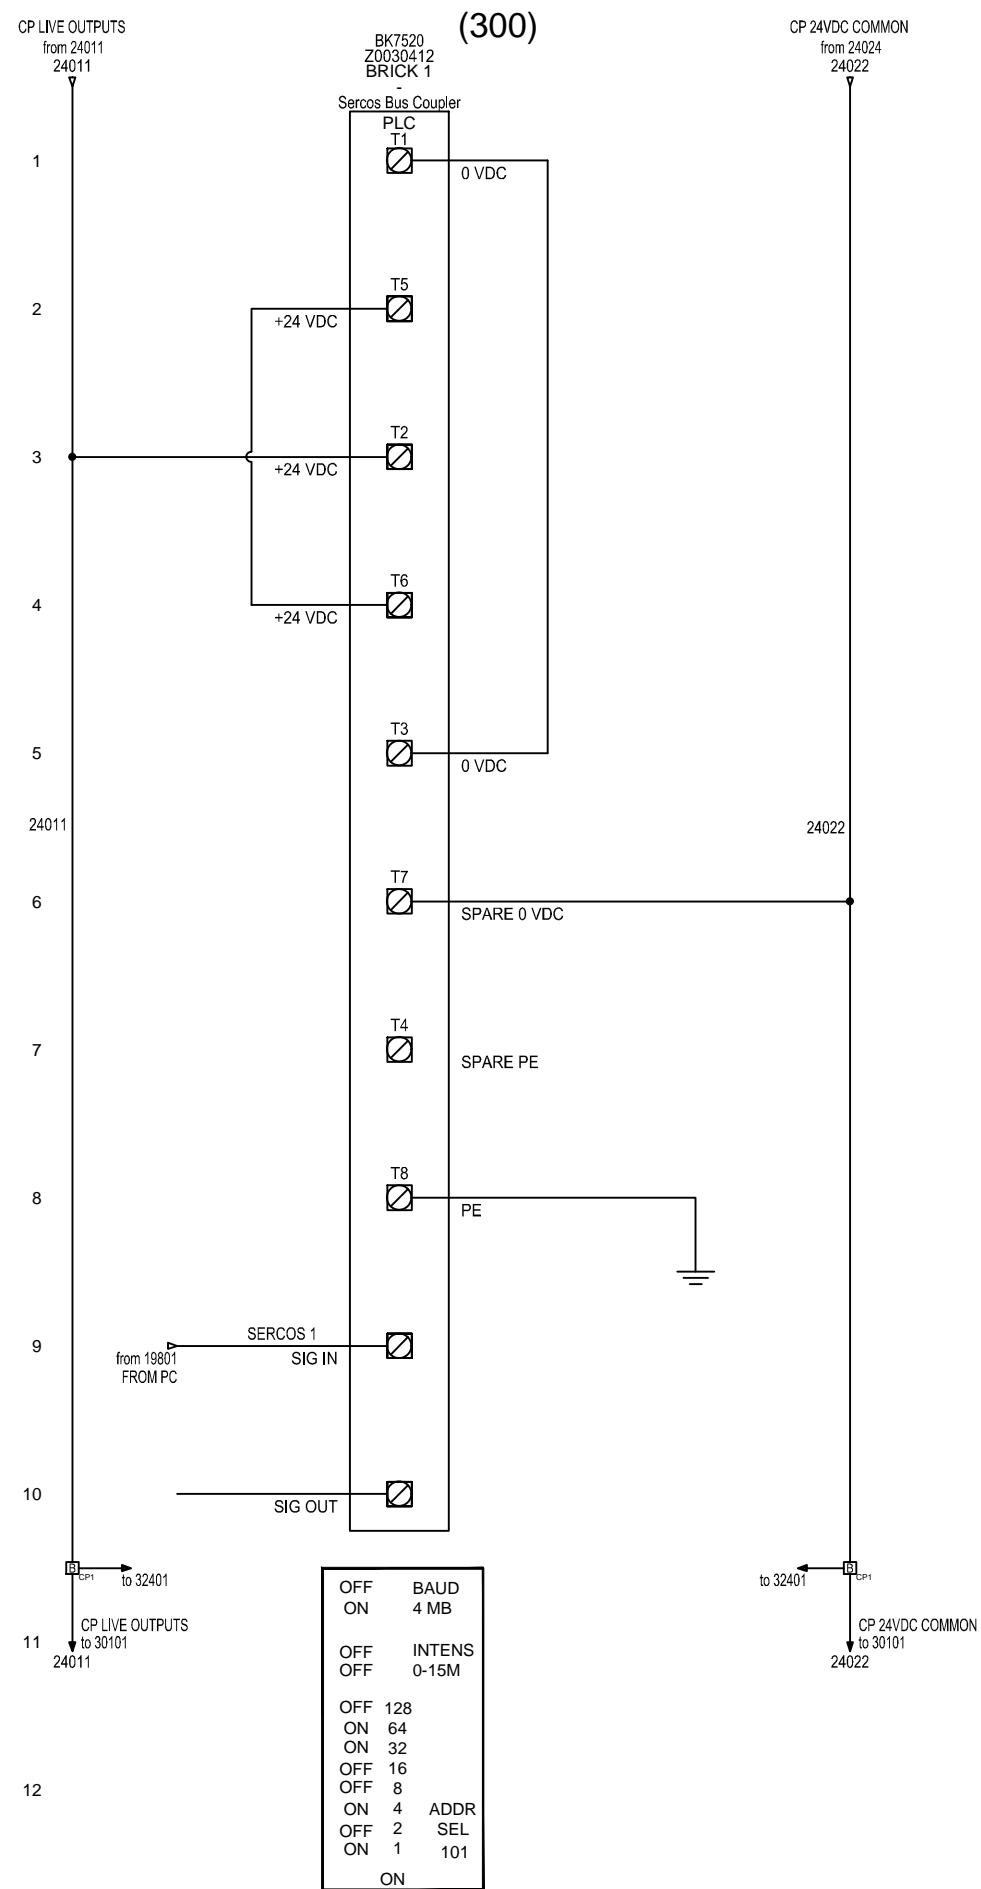 (300)
CP LIVE OUTPUTS
from 24011
24011
BK7520
Z0030412
BRICK 1
-
Sercos Bus Coupler
PLC
CP 24VDC COMMON
from 24024
24022
T1
1
0 VDC
T5
2
+24 VDC
T2
3
+24 VDC
T6
4
+24 VDC
T3
5
0 VDC
24011
24022
T7
6
SPARE 0 VDC
T4
7
SPARE PE
T8
8
PE
9
SERCOS 1
SIG IN
from 19801
FROM PC
10
SIG OUT
B
CP1
to 32401
CP LIVE OUTPUTS
11
to 30101
24011
B
CP1
to 32401
CP 24VDC COMMON
to 30101
24022
OFF BAUD
ON 4 MB
OFF INTENS
OFF 0-15M
OFF 128
ON 64
ON 32
OFF 16
12
OFF 8
ON 4 ADDR
OFF 2 SEL
ON 1 101
ON